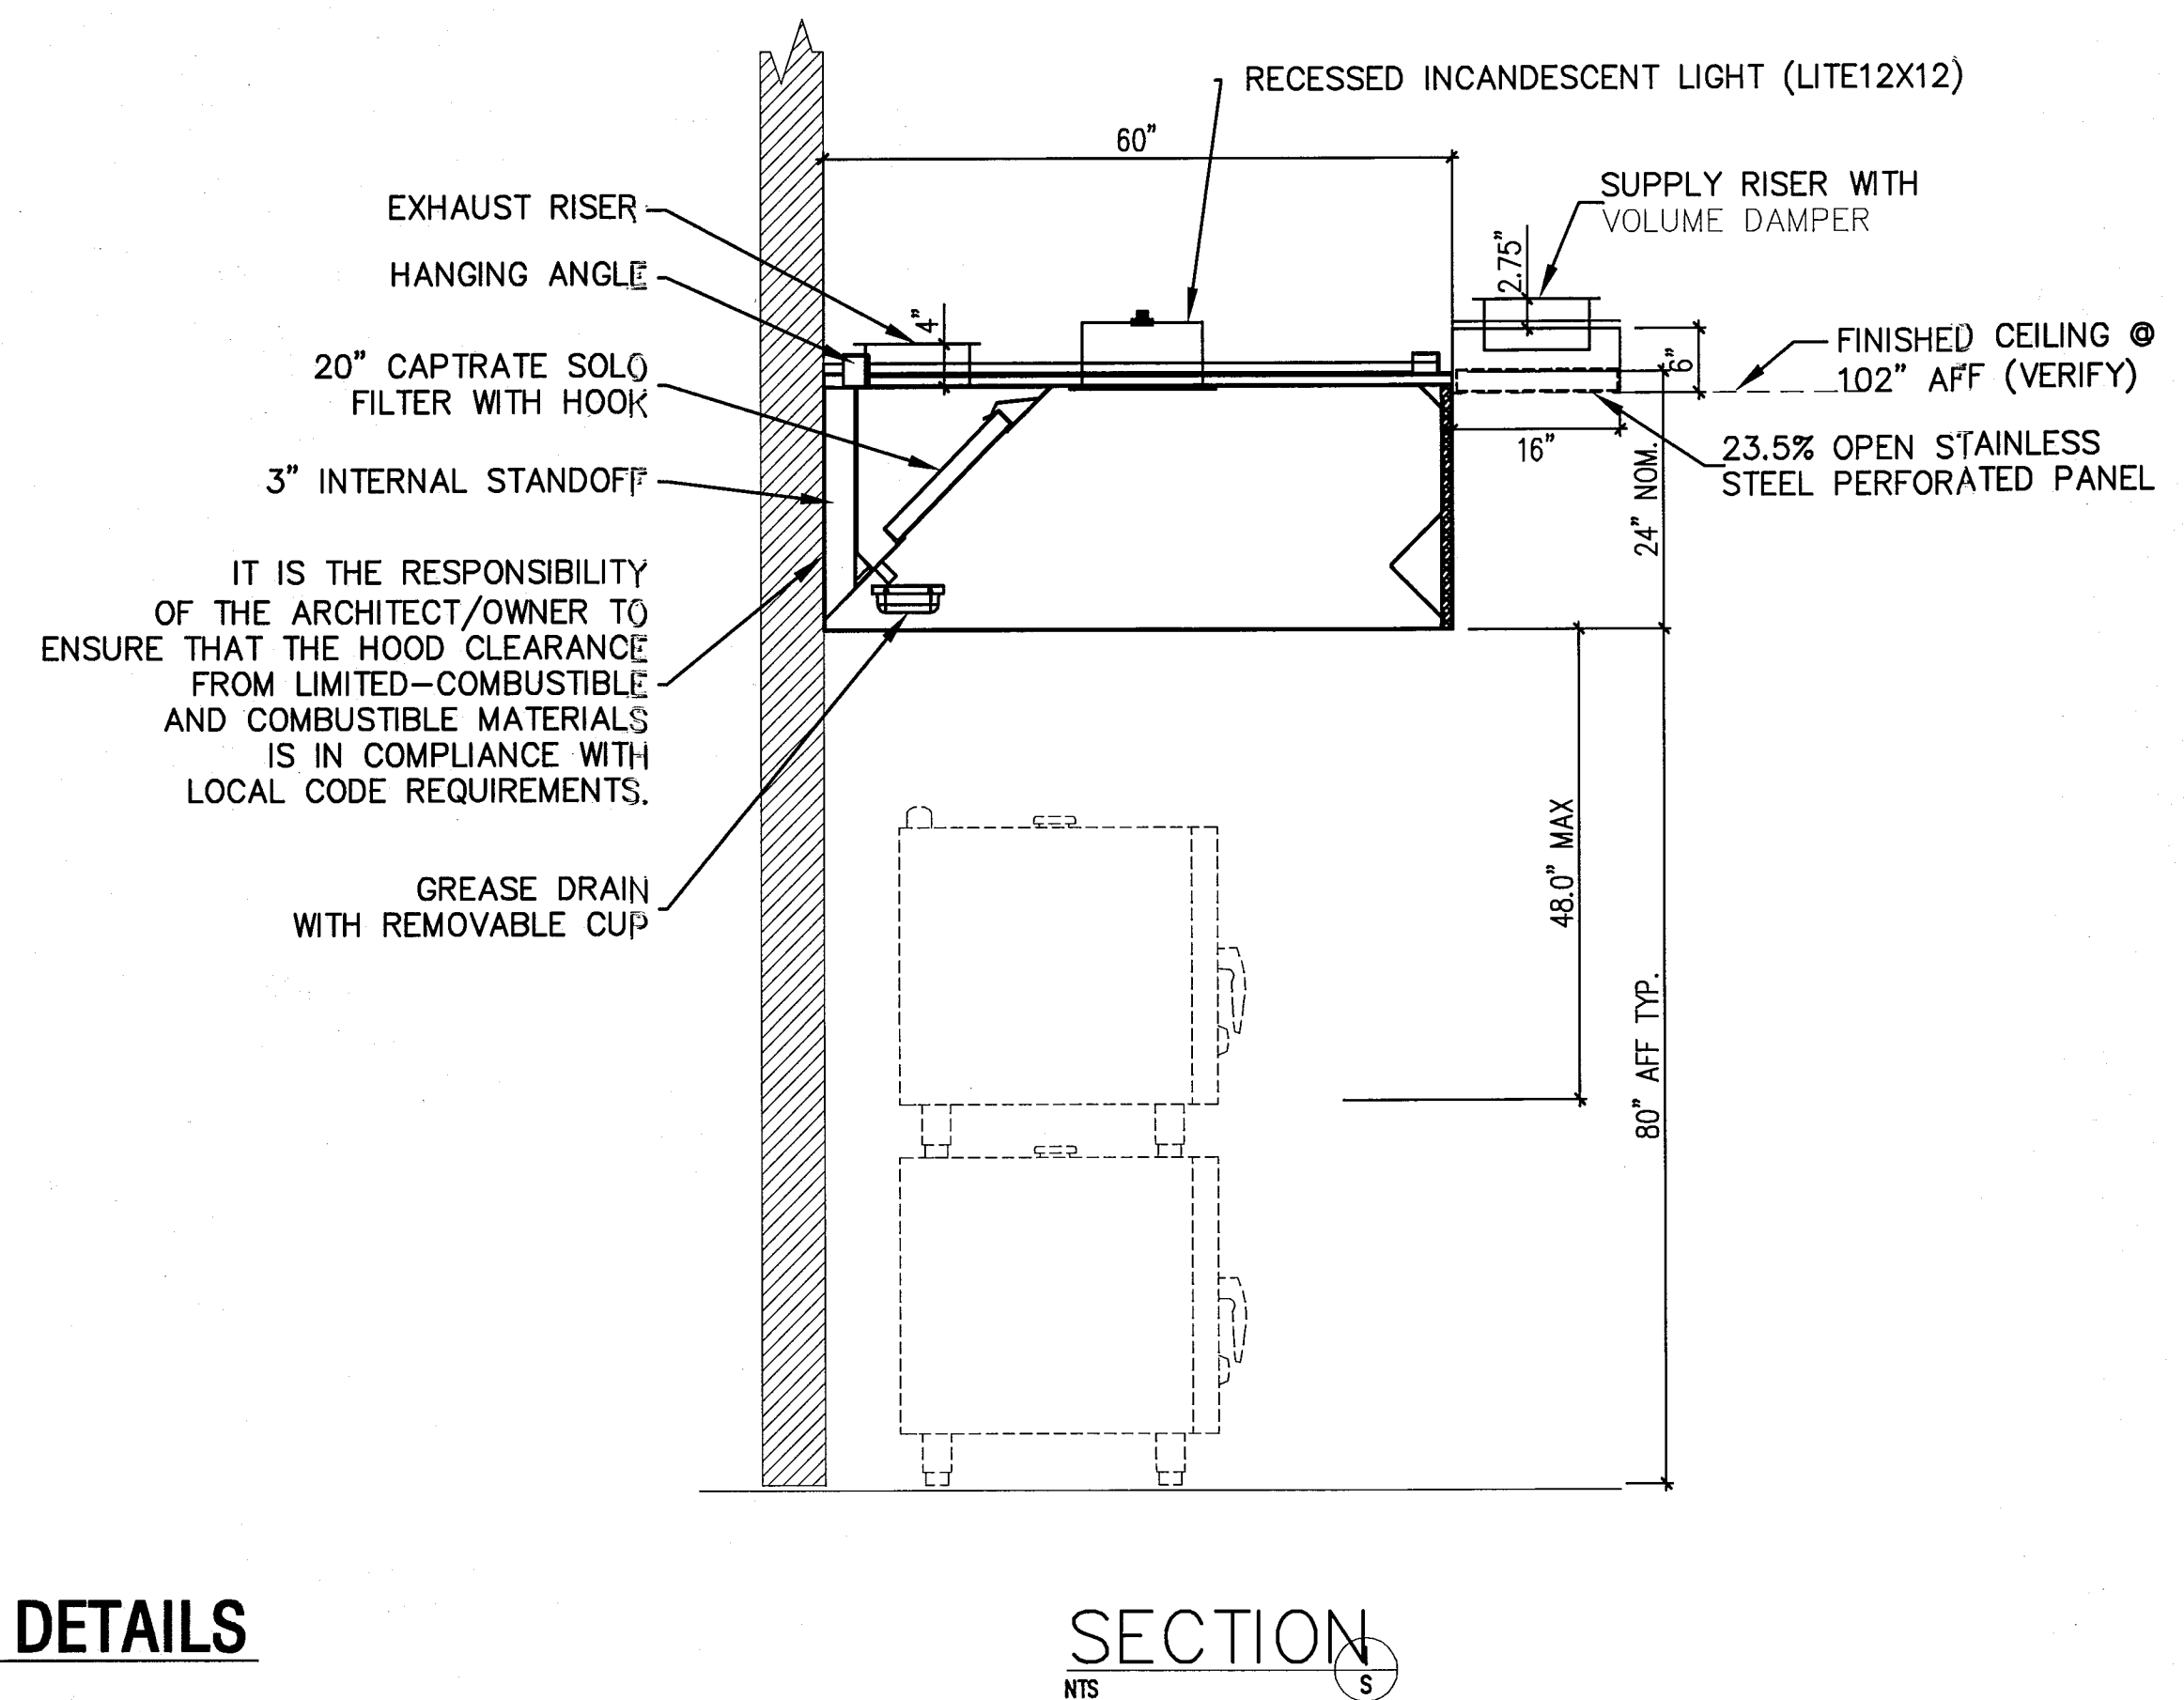 RECESSED INCANDESCENT LIGHT (LITE12X12)
60"
SUPPLY RISER WITH
VOLUME DAMPER
EXHAUST RISER
HANGING ANGLE
2.75"
4"
20" CAPTRATE SOLO
FILTER WITH HOOK
6"
FINISHED CEILING @
102" AFF (VERIFY)
16"
23.5% OPEN STAINLESS
STEEL PERFORATED PANEL
3" INTERNAL STANDOFF
24" NOM.
IT IS THE RESPONSIBILITY
OF THE ARCHITECT/OWNER TO
ENSURE THAT THE HOOD CLEARANCE
FROM LIMITED-COMBUSTIBLE
AND COMBUSTIBLE MATERIALS
IS IN COMPLIANCE WITH
LOCAL CODE REQUIREMENTS.
GREASE DRAIN
WITH REMOVABLE CUP
48.0" MAX
80" AFF TYP.
DETAILS
SECTION
NTS
S